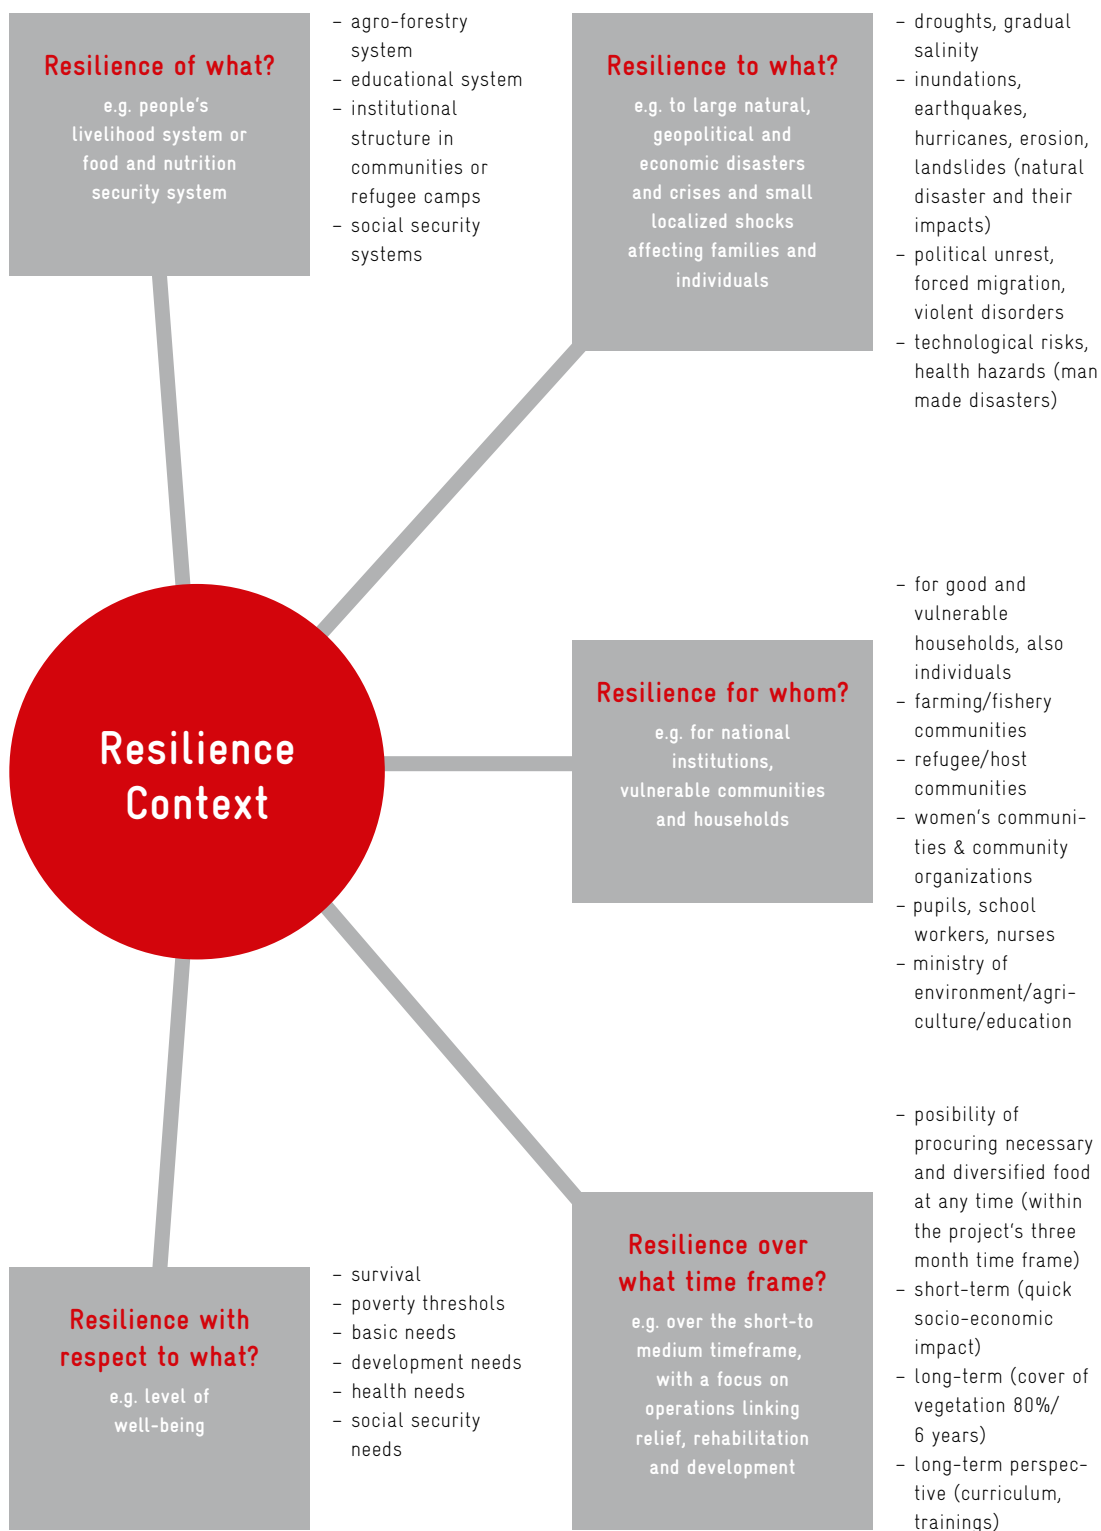 Resilience of what?
e.g. people's
livelihood system or
food and nutrition
security system
– agro-forestry
system
– educational system
– institutional
structure in
communities or
refugee camps
– social security
systems
Resilience to what?
e.g. to large natural,
geopolitical and
economic disasters
and crises and small
localized shocks
affecting families and
individuals
– droughts, gradual
salinity
– inundations,
earthquakes,
hurricanes, erosion,
landslides (natural
disaster and their
impacts)
– political unrest,
forced migration,
violent disorders
– technological risks,
health hazards (man
made disasters)
Resilience
Context
Resilience for whom?
e.g. for national
institutions,
vulnerable communities
and households
– for good and
vulnerable
households, also
individuals
– farming/fishery
communities
– refugee/host
communities
– women's communi-
ties & community
organizations
– pupils, school
workers, nurses
– ministry of
environment/agri-
culture/education
Resilience with
respect to what?
e.g. level of
well-being
– survival
– poverty threshols
– basic needs
– development needs
– health needs
– social security
needs
Resilience over
what time frame?
e.g. over the short-to
medium timeframe,
with a focus on
operations linking
relief, rehabilitation
and development
– posibility of
procuring necessary
and diversified food
at any time (within
the project's three
month time frame)
– short-term (quick
socio-economic
impact)
– long-term (cover of
vegetation 80%/
6 years)
– long-term perspec-
tive (curriculum,
trainings)